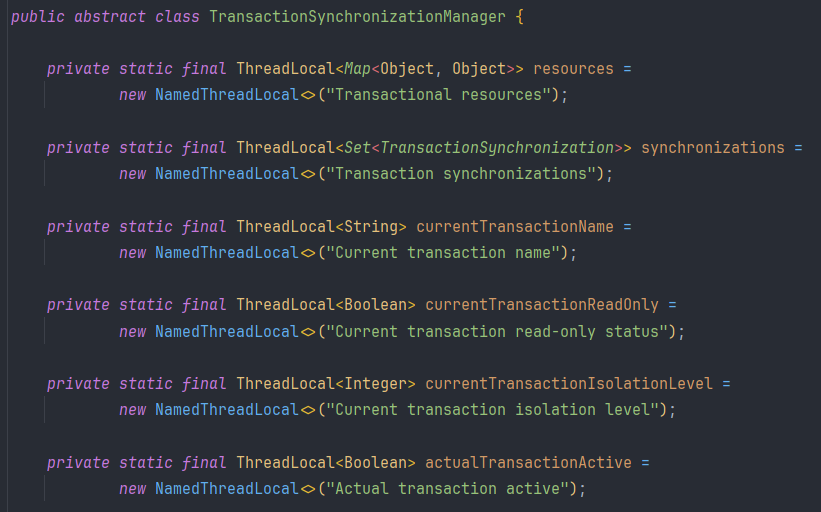 public abstract class TransactionSynchronizationManager {
private static final ThreadLocal<Map<Object, Object>> resources =
new NamedThreadLocal<>("Transactional resources");
private static final ThreadLocal<Set<TransactionSynchronization>> synchronizations =
new NamedThreadLocal<>("Transaction synchronizations");
private static final ThreadLocal<String> currentTransactionName =
new NamedThreadLocal<>("Current transaction name");
private static final ThreadLocal<Boolean> currentTransactionReadOnly =
new NamedThreadLocal<>("Current transaction read-only status");
private static final ThreadLocal<Integer> currentTransactionIsolationLevel =
new NamedThreadLocal<>("Current transaction isolation level");
private static final ThreadLocal<Boolean> actualTransactionActive =
new NamedThreadLocal<>("Actual transaction active");